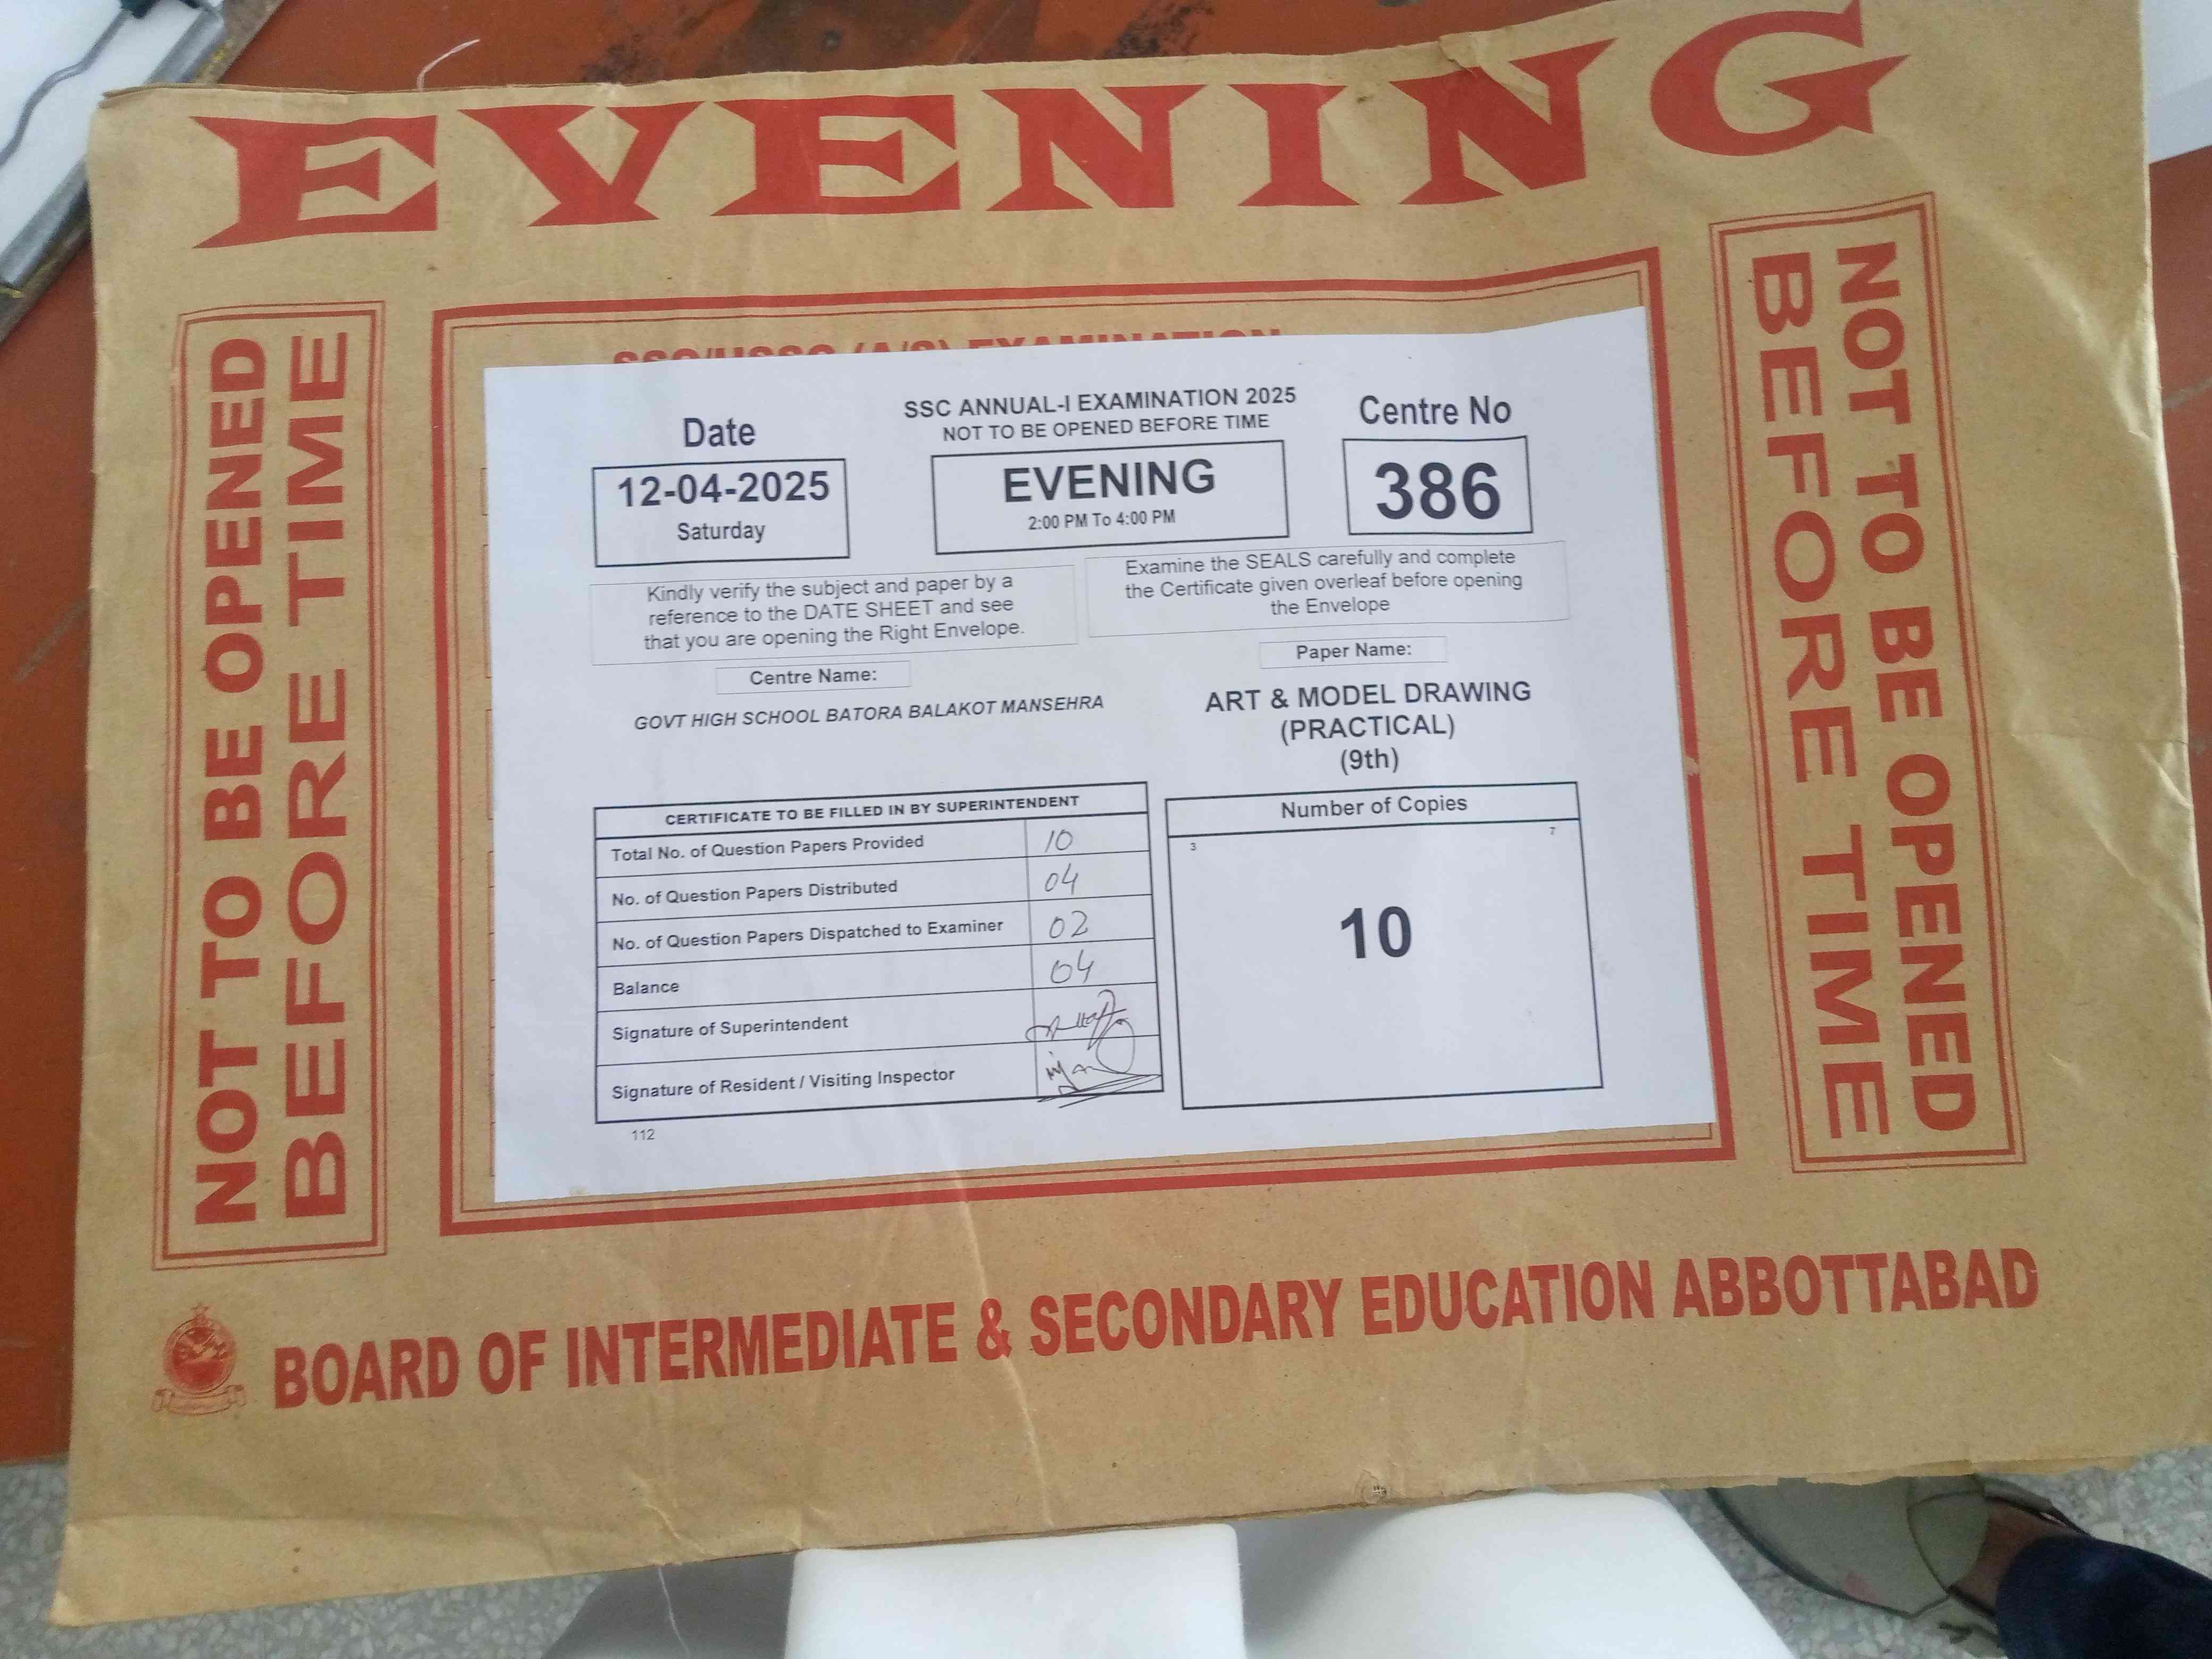 EVENING
NOT TO BE OPENED
BEFORE TIME
SSC/HSSC (A/S) EXAMINATION
Date
12-04-2025
Saturday
SSC ANNUAL-I EXAMINATION 2025
NOT TO BE OPENED BEFORE TIME
EVENING
2:00 PM To 4:00 PM
Centre No
386
Kindly verify the subject and paper by a
reference to the DATE SHEET and see
that you are opening the Right Envelope.
Examine the SEALS carefully and complete
the Certificate given overleaf before opening
the Envelope
Centre Name:
GOVT HIGH SCHOOL BATORA BALAKOT MANSEHRA
Paper Name:
ART & MODEL DRAWING
(PRACTICAL)
(9th)
CERTIFICATE TO BE FILLED IN BY SUPERINTENDENT
Total No. of Question Papers Provided 10
No. of Question Papers Distributed 04
No. of Question Papers Dispatched to Examiner 02
Balance 04
Signature of Superintendent
Signature of Resident / Visiting Inspector
112
Number of Copies
3 7
10
NOT TO BE OPENED
BEFORE TIME
BOARD OF INTERMEDIATE & SECONDARY EDUCATION ABBOTTABAD